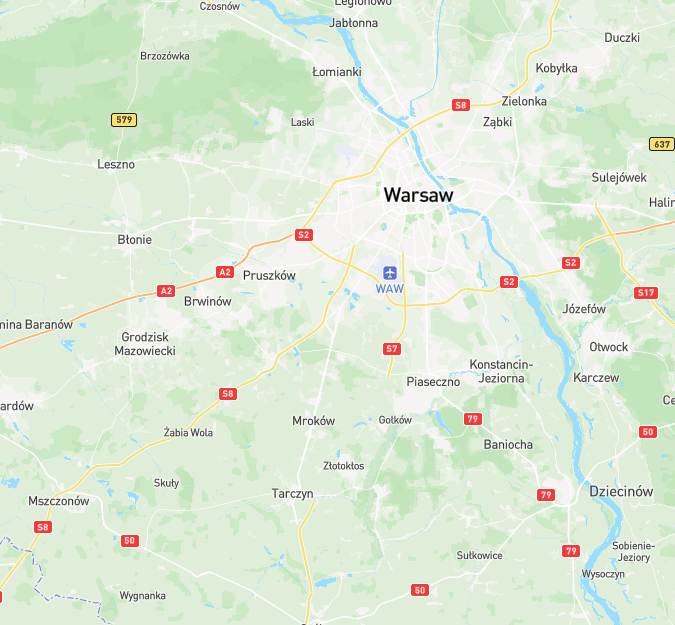 Czosnów
Legionowo
Jabłonna
Duczki
Brzozówka
Łomianki
Kobyłka
Zielonka
S8
579
Laski
Ząbki
637
Leszno
Sulejówek
Warsaw
Błonie
S2
A2
Pruszków
WAW
S2
S2
A2
Brwinów
S17
Józefów
mina Baranów
Grodzisk
Mazowiecki
S7
Otwock
Konstancin-
Jeziorna
Karczew
Piaseczno
S8
ardów
Mroków
Gołków
79
50
Żabia Wola
Baniocha
Złotokłos
Skuły
Mszczonów
Tarczyn
79
Dziecinów
S8
50
79
Sułkowice
Sobienie-
Jeziory
Wysoczyn
50
Wygnanka